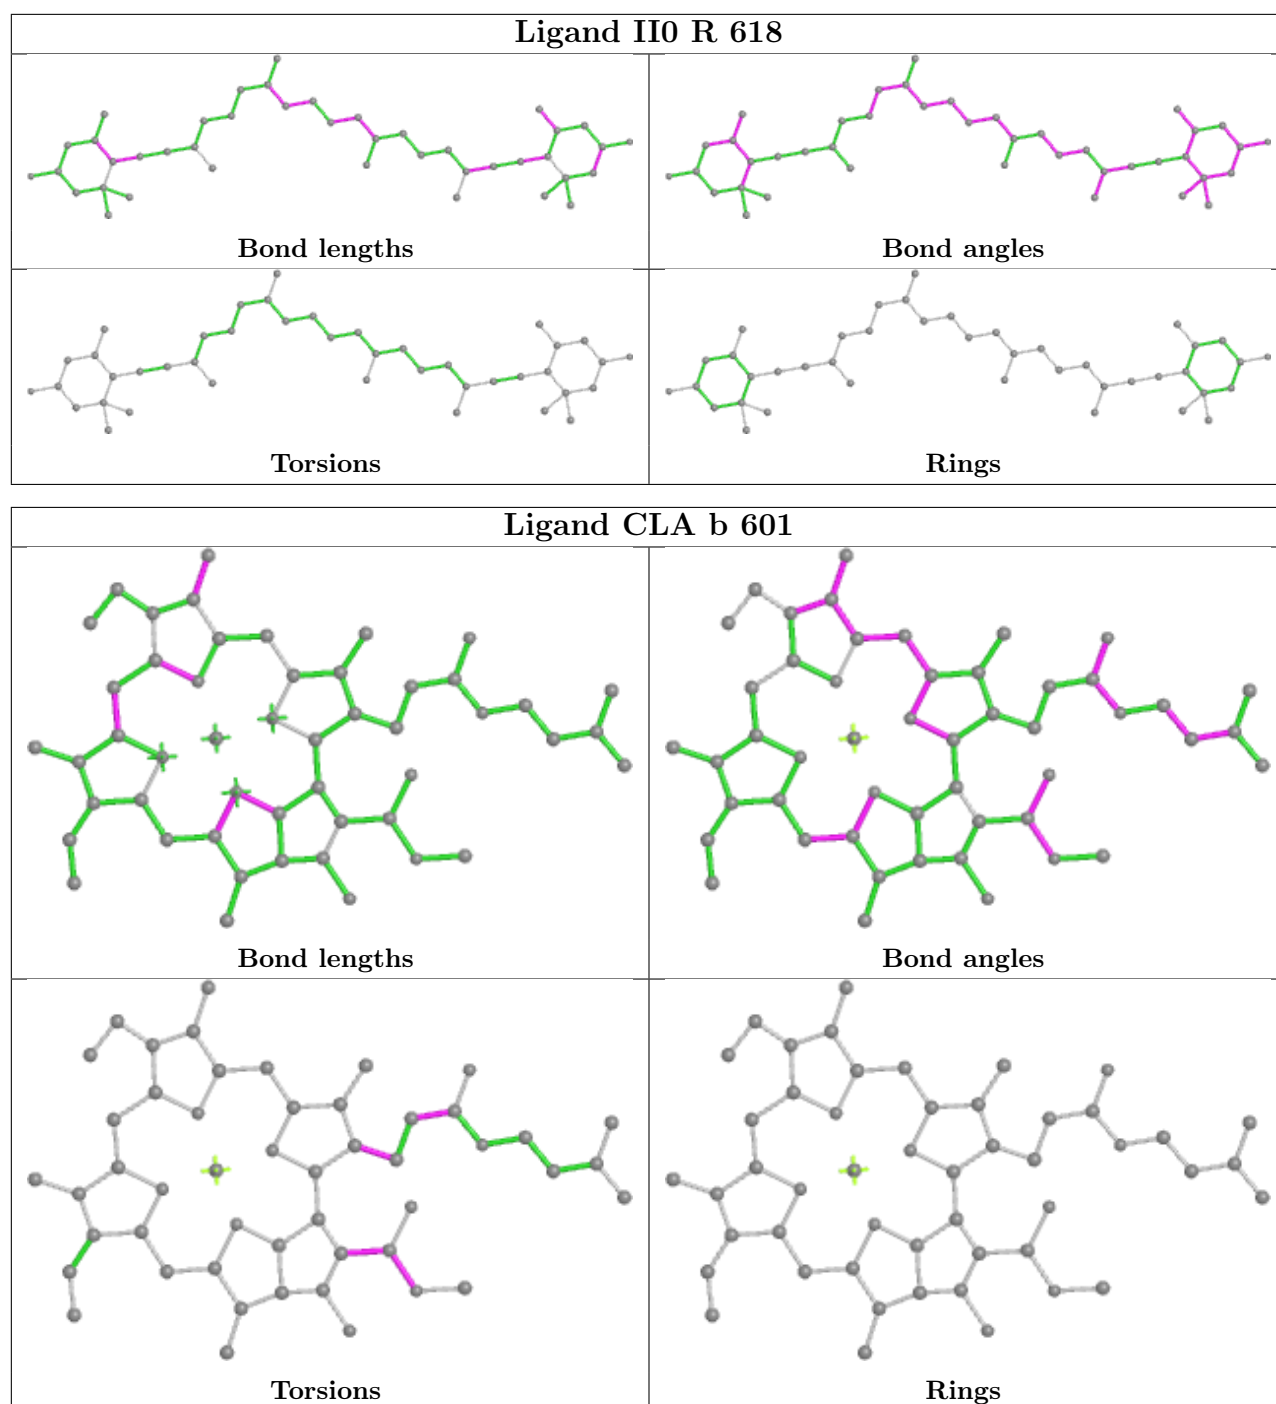 Ligand II0 R 618
Bond lengths
Bond angles
Torsions
Rings
Ligand CLA b 601
Bond lengths
Bond angles
Torsions
Rings